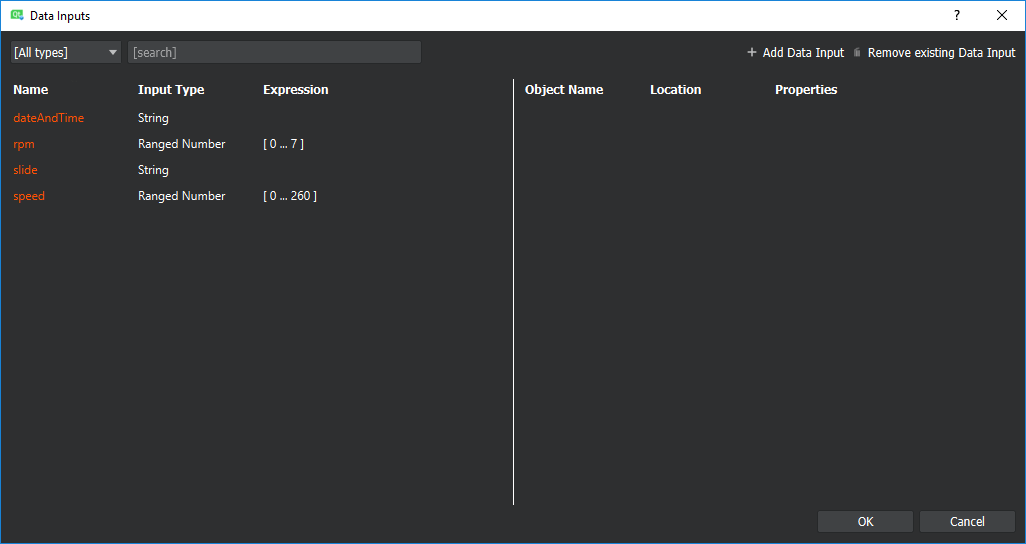 Data Inputs ?
[All types] [search] + Add Data Input Remove existing Data Input
Name Input Type Expression Object Name Location Properties
dateAndTime String
rpm Ranged Number [ 0 ... 7 ]
slide String
speed Ranged Number [ 0 ... 260 ]
OK Cancel